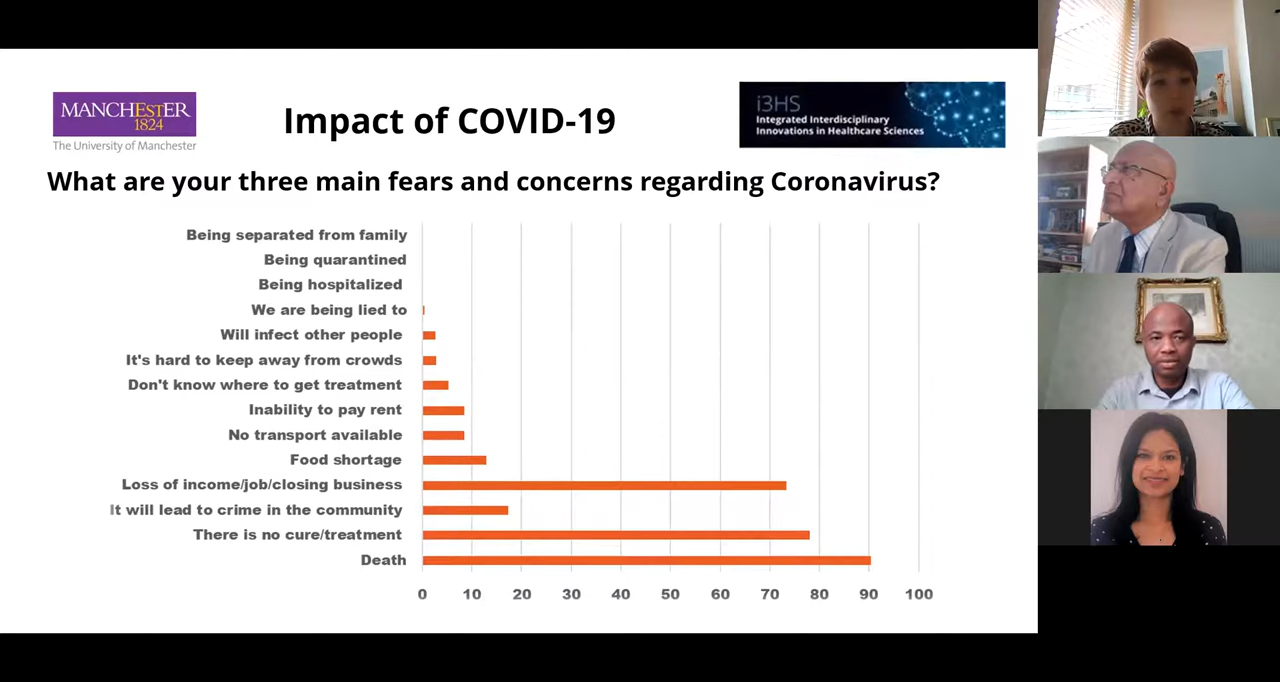 MANCHESTER
1824
The University of Manchester
Impact of COVID-19
i3HS
Integrated Interdisciplinary
Innovations in Healthcare Sciences
What are your three main fears and concerns regarding Coronavirus?
Being separated from family
Being quarantined
Being hospitalized
We are being lied to
Will infect other people
It's hard to keep away from crowds
Don't know where to get treatment
Inability to pay rent
No transport available
Food shortage
Loss of income/job/closing business
It will lead to crime in the community
There is no cure/treatment
Death
0 10 20 30 40 50 60 70 80 90 100